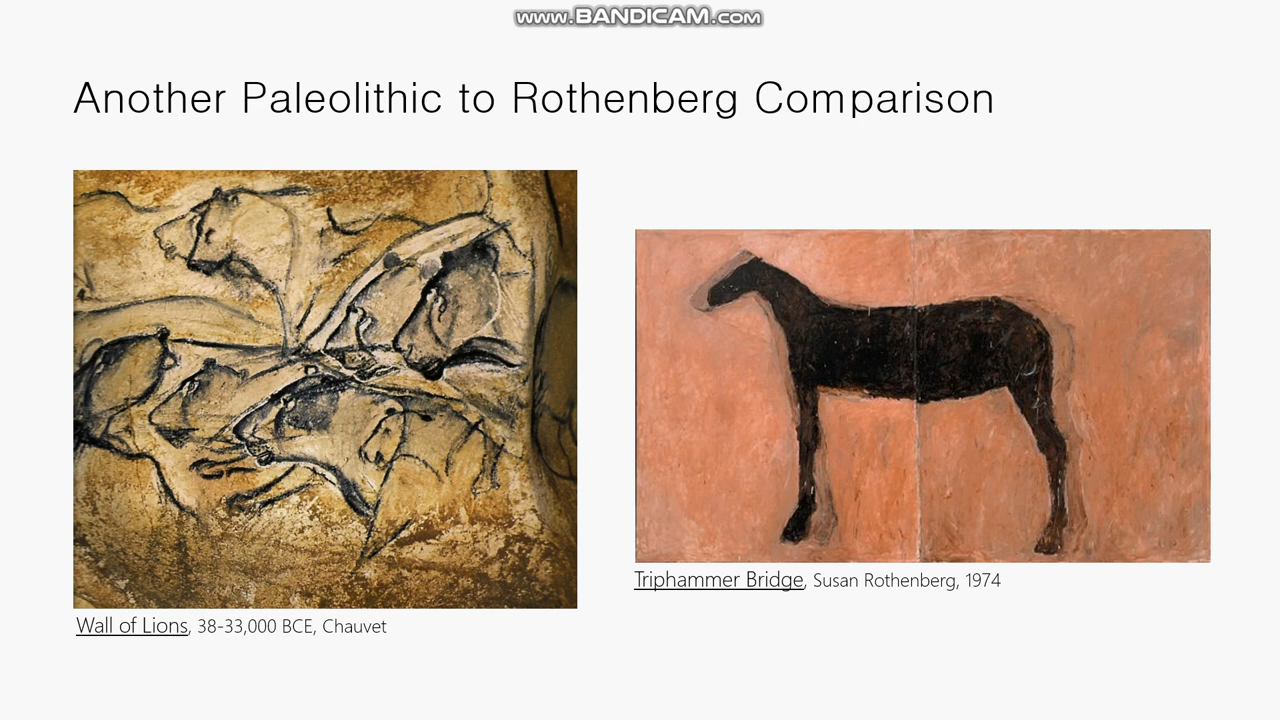 www.BANDICAM.com
Another Paleolithic to Rothenberg Comparison
Wall of Lions, 38-33,000 BCE, Chauvet
Triphammer Bridge, Susan Rothenberg, 1974